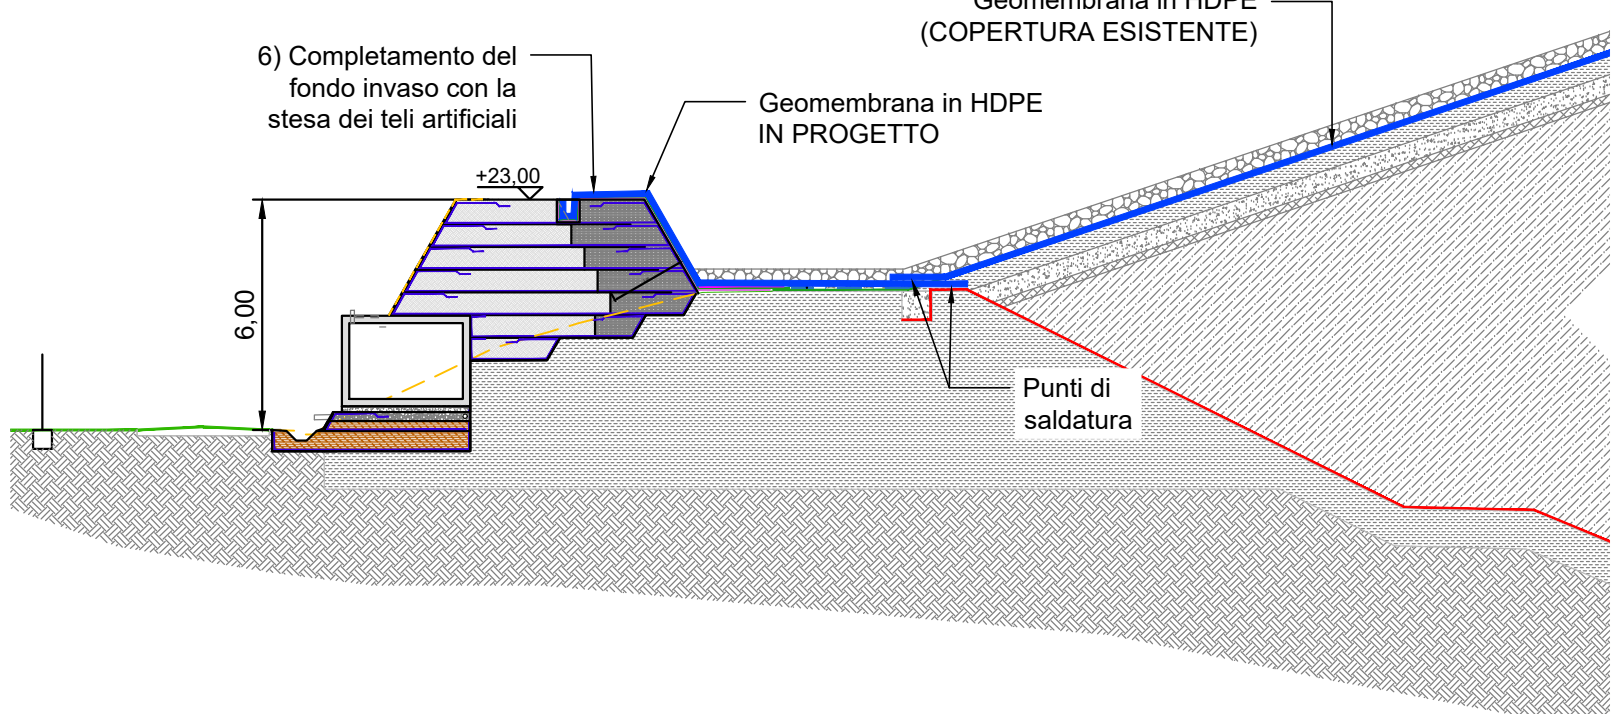 Geomembrana in HDPE
(COPERTURA ESISTENTE)
6) Completamento del
fondo invaso con la
stesa dei teli artificiali
Geomembrana in HDPE
IN PROGETTO
+23,00
6,00
Punti di
saldatura